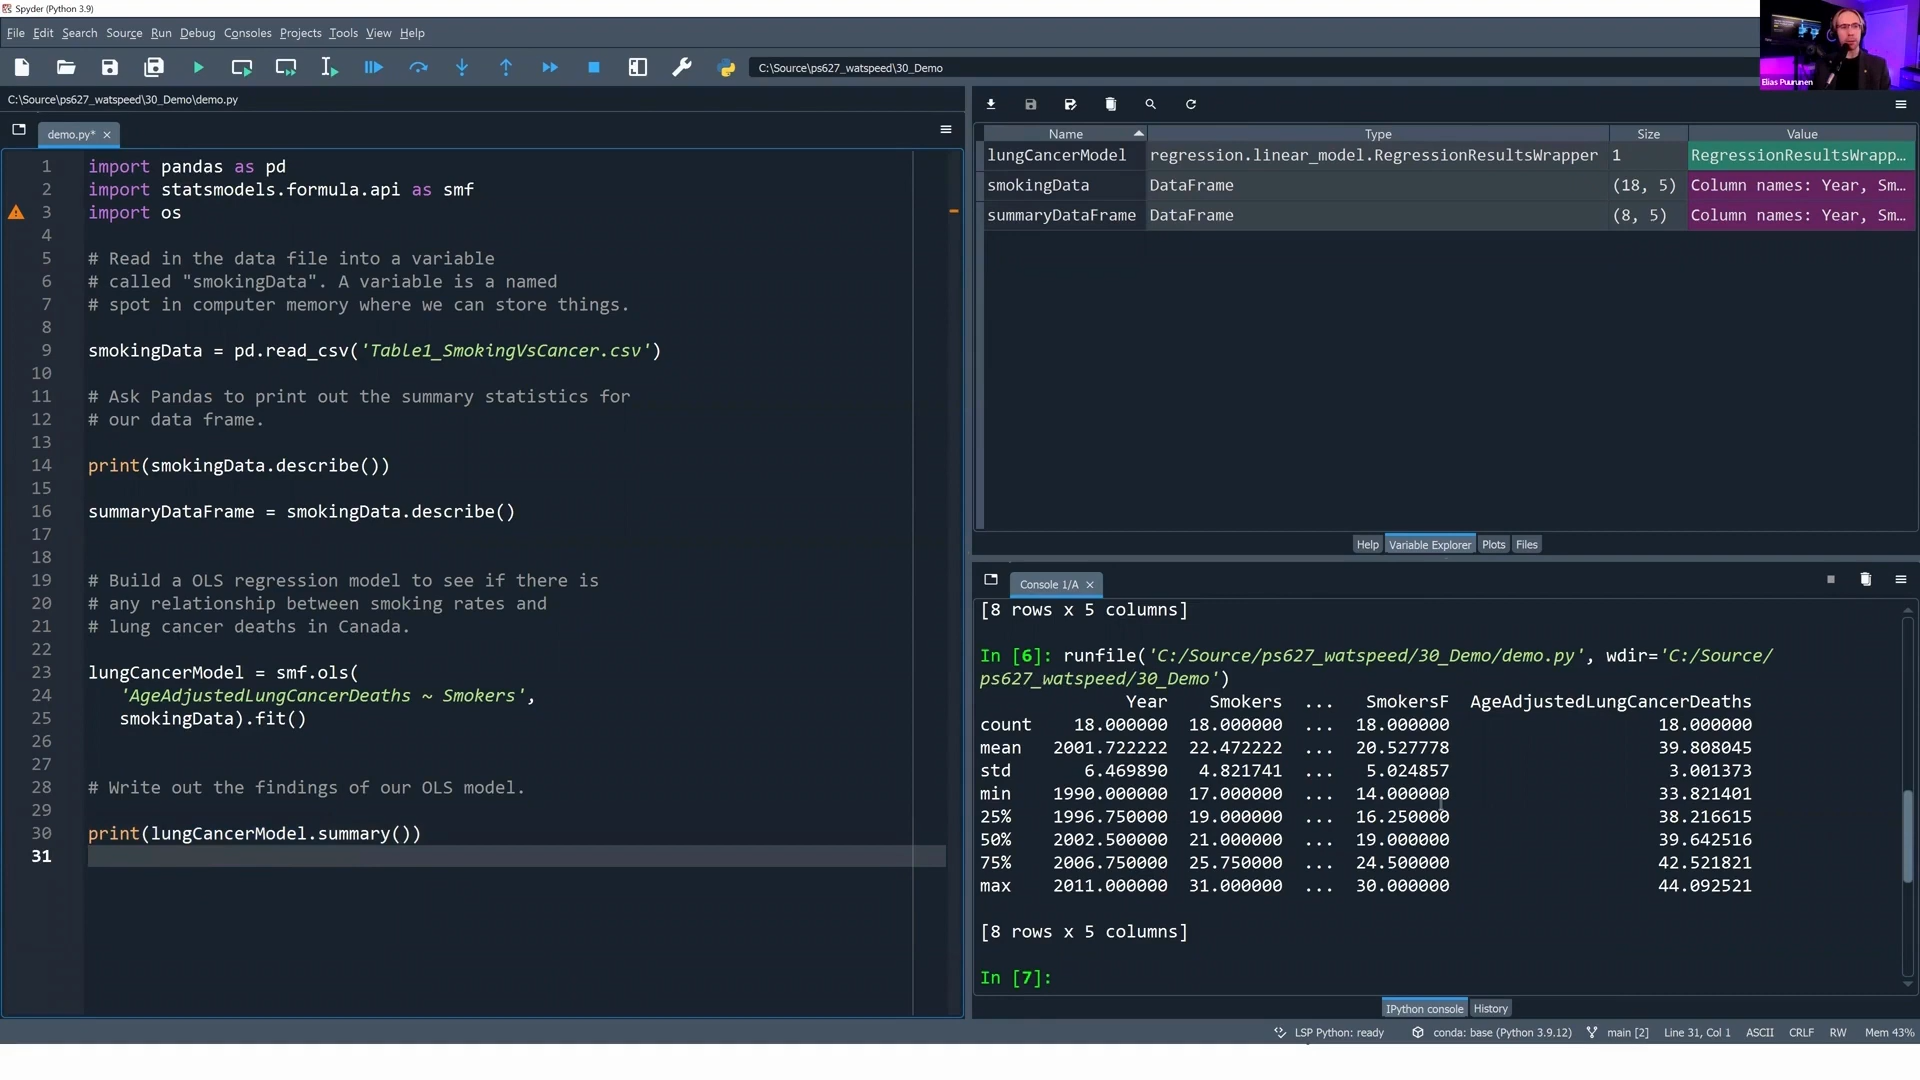 Spyder (Python 3.9)
File Edit Search Source Run Debug Consoles Projects Tools View Help
Elias Puurunen
C:\Source\ps627_watspeed\30_Demo
C:\Source\ps627_watspeed\30_Demo\demo.py
demo.py*
1 import pandas as pd
2 import statsmodels.formula.api as smf
3 import os
4
5 # Read in the data file into a variable
6 # called "smokingData". A variable is a named
7 # spot in computer memory where we can store things.
8
9 smokingData = pd.read_csv('Table1_SmokingVsCancer.csv')
10
11 # Ask Pandas to print out the summary statistics for
12 # our data frame.
13
14 print(smokingData.describe())
15
16 summaryDataFrame = smokingData.describe()
17
18
19 # Build a OLS regression model to see if there is
20 # any relationship between smoking rates and
21 # lung cancer deaths in Canada.
22
23 lungCancerModel = smf.ols(
24 'AgeAdjustedLungCancerDeaths ~ Smokers',
25 smokingData).fit()
26
27
28 # Write out the findings of our OLS model.
29
30 print(lungCancerModel.summary())
31
Name Type Size Value
lungCancerModel regression.linear_model.RegressionResultsWrapper 1 RegressionResultsWrapp…
smokingData DataFrame (18, 5) Column names: Year, Sm…
summaryDataFrame DataFrame (8, 5) Column names: Year, Sm…
Help Variable Explorer Plots Files
Console 1/A
[8 rows x 5 columns]
In [6]: runfile('C:/Source/ps627_watspeed/30_Demo/demo.py', wdir='C:/Source/
ps627_watspeed/30_Demo')
Year Smokers ... SmokersF AgeAdjustedLungCancerDeaths
count 18.000000 18.000000 ... 18.000000 18.000000
mean 2001.722222 22.472222 ... 20.527778 39.808045
std 6.469890 4.821741 ... 5.024857 3.001373
min 1990.000000 17.000000 ... 14.000000 33.821401
25% 1996.750000 19.000000 ... 16.250000 38.216615
50% 2002.500000 21.000000 ... 19.000000 39.642516
75% 2006.750000 25.750000 ... 24.500000 42.521821
max 2011.000000 31.000000 ... 30.000000 44.092521
[8 rows x 5 columns]
In [7]:
IPython console History
LSP Python: ready conda: base (Python 3.9.12) main [2] Line 31, Col 1 ASCII CRLF RW Mem 43%